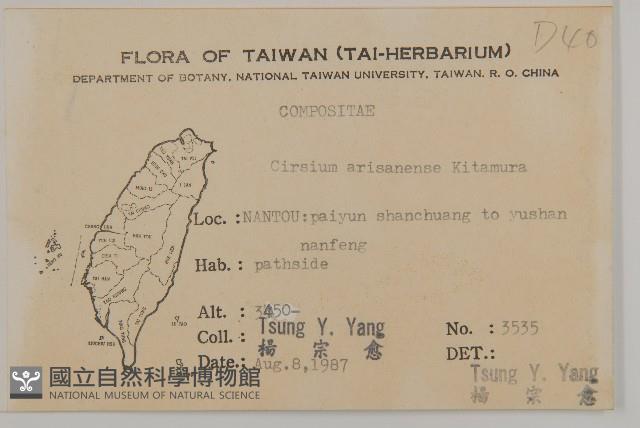 D40
FLORA OF TAIWAN (TAI-HERBARIUM)
DEPARTMENT OF BOTANY, NATIONAL TAIWAN UNIVERSITY, TAIWAN. R. O. CHINA
COMPOSITAE
Cirsium arisanense Kitamura
Loc. : NANTOU: paiyun shanchuang to yushan
nanfeng
Hab. : pathside
Alt. : 3450-
Coll. : Tsung Y. Yang No. : 3535
楊宗愈 DET.:
Date.: Aug.8,1987 Tsung Y. Yang
楊宗愈
國立自然科學博物館
NATIONAL MUSEUM OF NATURAL SCIENCE